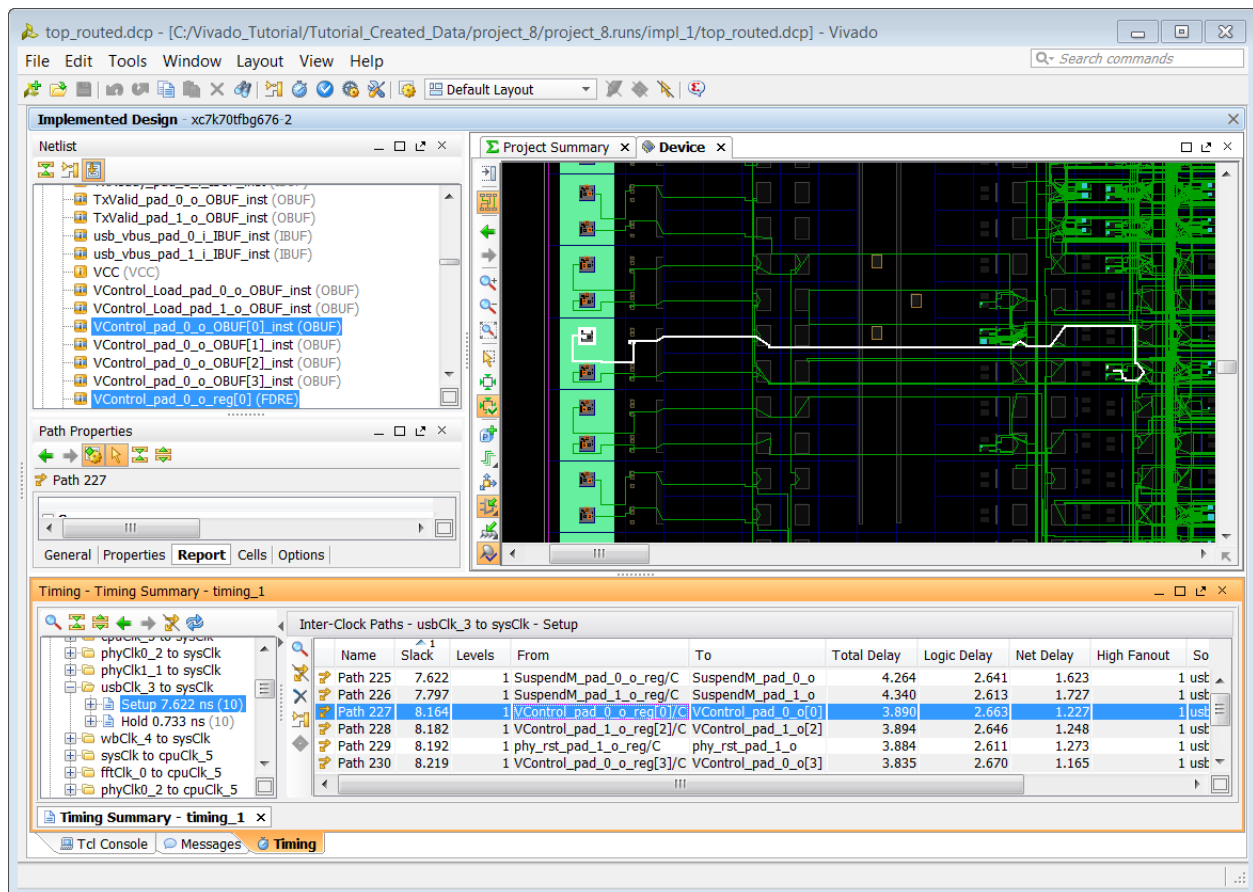 top_routed.dcp - [C:/Vivado_Tutorial/Tutorial_Created_Data/project_8/project_8.runs/impl_1/top_routed.dcp] - Vivado
File Edit Tools Window Layout View Help
Search commands
Default Layout
Implemented Design - xc7k70tfbg676-2
Netlist
TxValid_pad_0_o_OBUF_inst (OBUF)
TxValid_pad_1_o_OBUF_inst (OBUF)
usb_vbus_pad_0_i_IBUF_inst (IBUF)
usb_vbus_pad_1_i_IBUF_inst (IBUF)
VCC (VCC)
VControl_Load_pad_0_o_OBUF_inst (OBUF)
VControl_Load_pad_1_o_OBUF_inst (OBUF)
VControl_pad_0_o_OBUF[0]_inst (OBUF)
VControl_pad_0_o_OBUF[1]_inst (OBUF)
VControl_pad_0_o_OBUF[2]_inst (OBUF)
VControl_pad_0_o_OBUF[3]_inst (OBUF)
VControl_pad_0_o_reg[0] (FDRE)
Path Properties
Path 227
General Properties Report Cells Options
Project Summary Device
Timing - Timing Summary - timing_1
cpuClk_5 to sysClk
phyClk0_2 to sysClk
phyClk1_1 to sysClk
usbClk_3 to sysClk
Setup 7.622 ns (10)
Hold 0.733 ns (10)
wbClk_4 to sysClk
sysClk to cpuClk_5
fftClk_0 to cpuClk_5
phyClk0_2 to cpuClk_5
Inter-Clock Paths - usbClk_3 to sysClk - Setup
Name Slack 1 Levels From To Total Delay Logic Delay Net Delay High Fanout So
Path 225 7.622 1 SuspendM_pad_0_o_reg/C SuspendM_pad_0_o 4.264 2.641 1.623 1 usb
Path 226 7.797 1 SuspendM_pad_1_o_reg/C SuspendM_pad_1_o 4.340 2.613 1.727 1 usb
Path 227 8.164 1 VControl_pad_0_o_reg[0]/C VControl_pad_0_o[0] 3.890 2.663 1.227 1 usb
Path 228 8.182 1 VControl_pad_1_o_reg[2]/C VControl_pad_1_o[2] 3.894 2.646 1.248 1 usb
Path 229 8.192 1 phy_rst_pad_1_o_reg/C phy_rst_pad_1_o 3.884 2.611 1.273 1 usb
Path 230 8.219 1 VControl_pad_0_o_reg[3]/C VControl_pad_0_o[3] 3.835 2.670 1.165 1 usb
Timing Summary - timing_1
Tcl Console Messages Timing